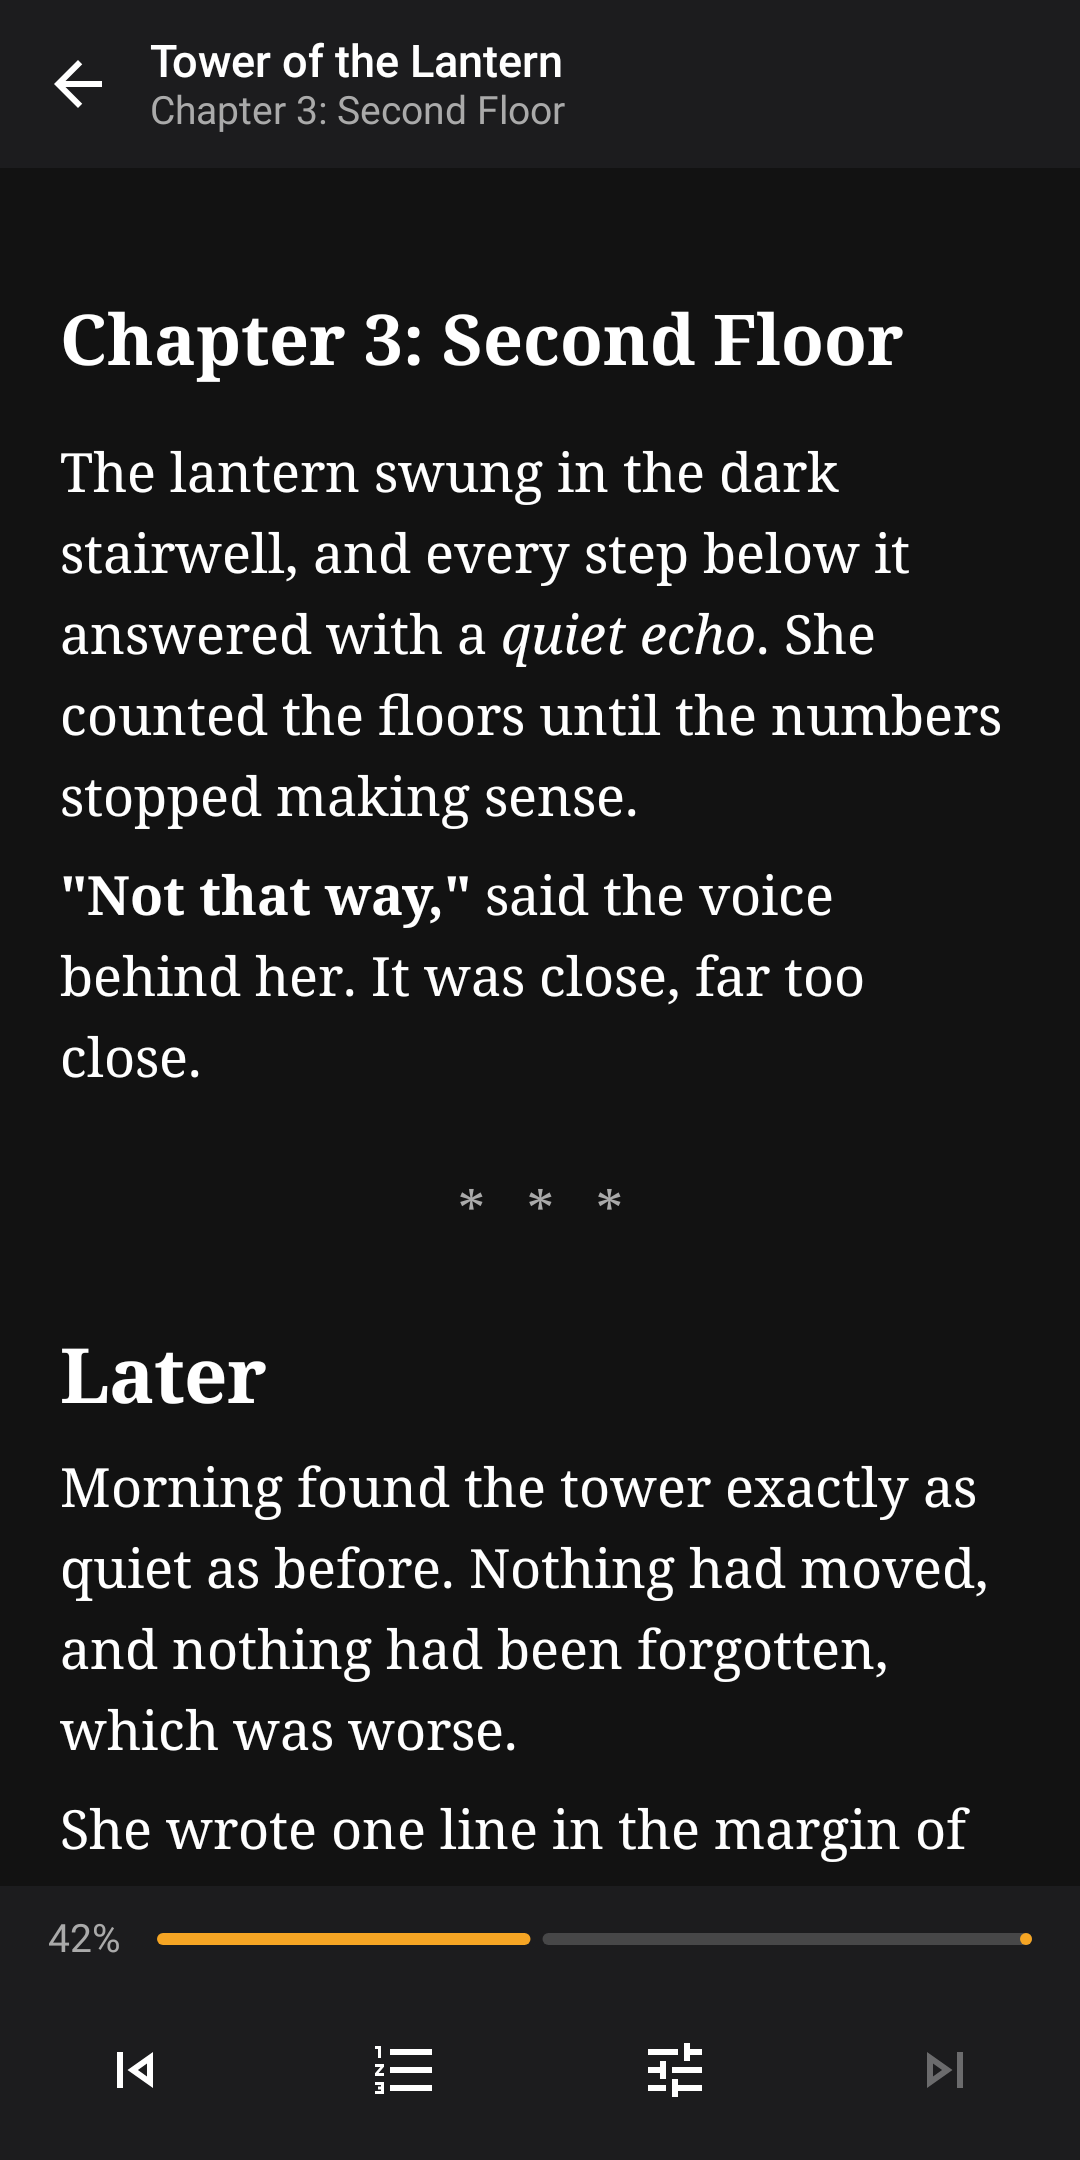 Tower of the Lantern
Chapter 3: Second Floor
Chapter 3: Second Floor
The lantern swung in the dark
stairwell, and every step below it
answered with a quiet echo. She
counted the floors until the numbers
stopped making sense.
"Not that way," said the voice
behind her. It was close, far too
close.
* * *
Later
Morning found the tower exactly as
quiet as before. Nothing had moved,
and nothing had been forgotten,
which was worse.
She wrote one line in the margin of
42%